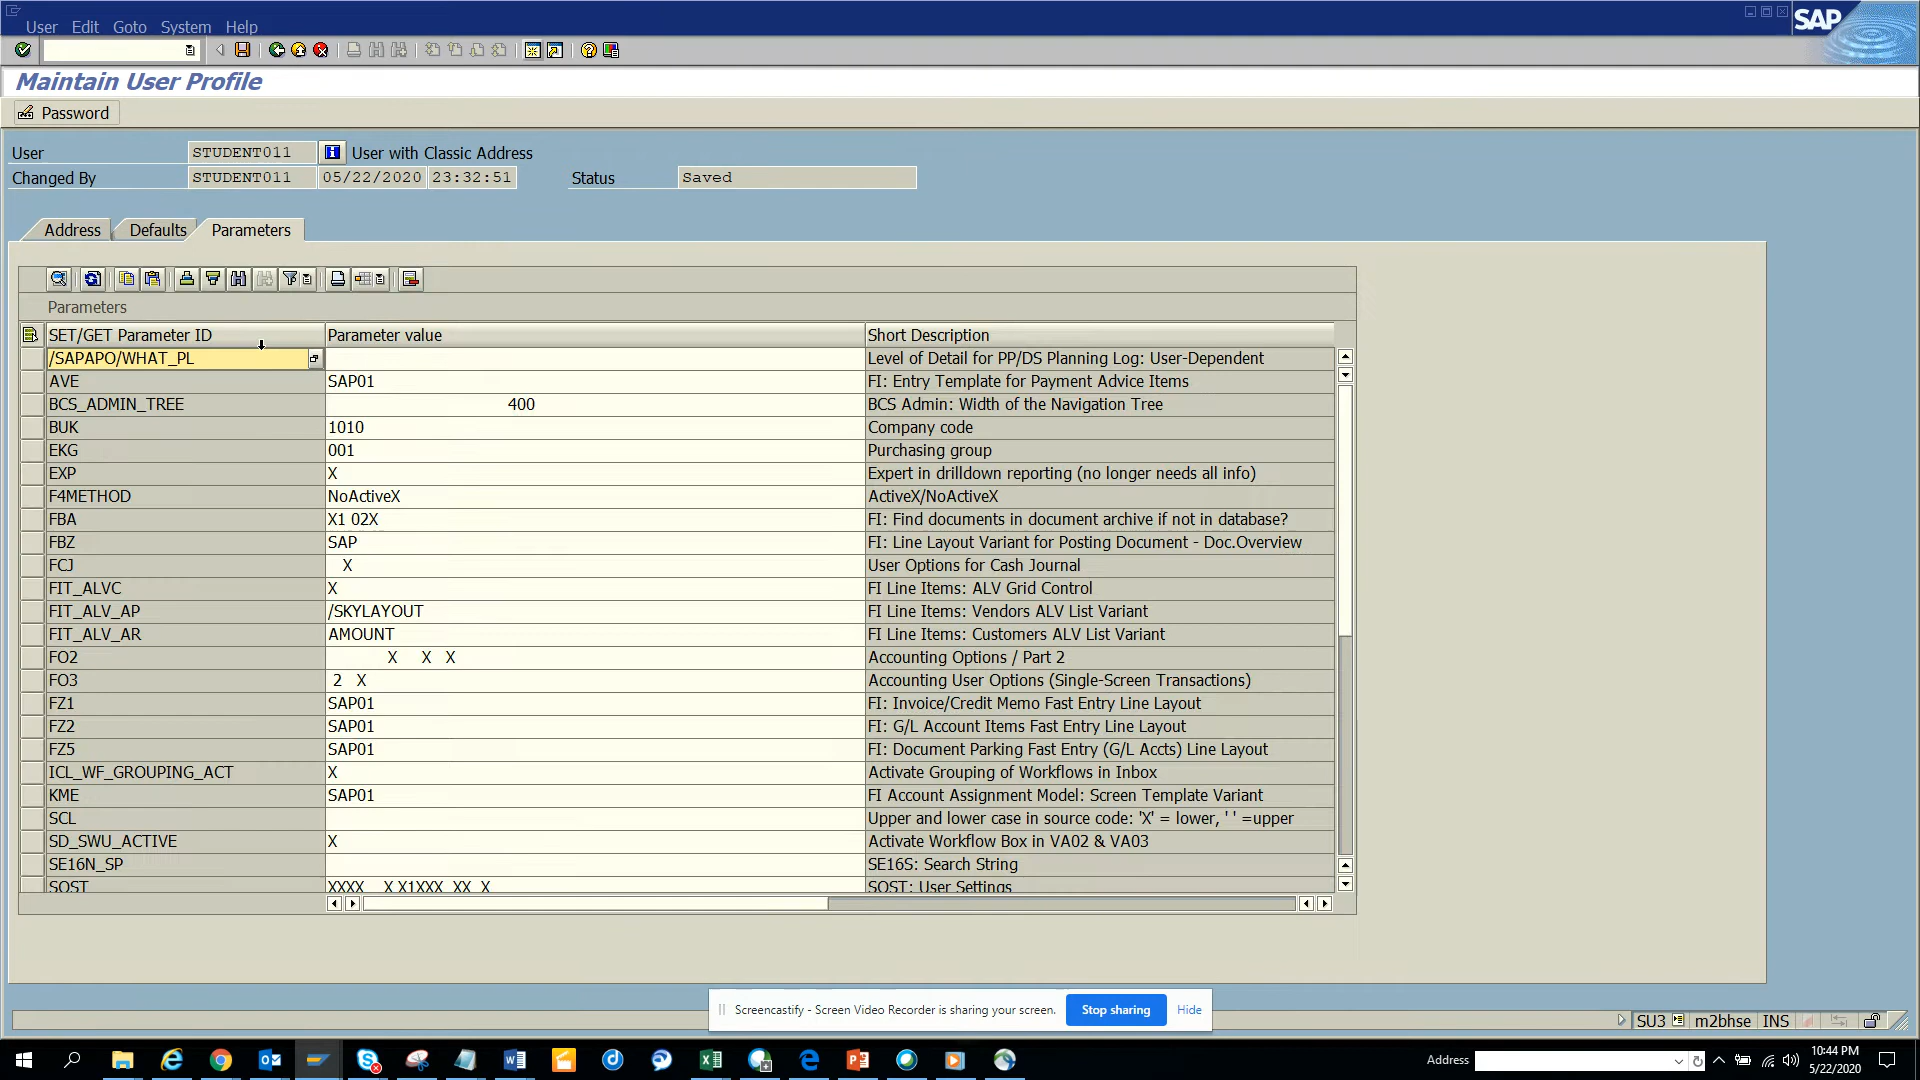 User Edit Goto System Help
SAP
Maintain User Profile
Password
User STUDENT011 User with Classic Address
Changed By STUDENT011 05/22/2020 23:32:51 Status Saved
Address Defaults Parameters
Parameters
SET/GET Parameter ID Parameter value Short Description
/SAPAPO/WHAT_PL Level of Detail for PP/DS Planning Log: User-Dependent
AVE SAP01 FI: Entry Template for Payment Advice Items
BCS_ADMIN_TREE 400 BCS Admin: Width of the Navigation Tree
BUK 1010 Company code
EKG 001 Purchasing group
EXP X Expert in drilldown reporting (no longer needs all info)
F4METHOD NoActiveX ActiveX/NoActiveX
FBA X1 02X FI: Find documents in document archive if not in database?
FBZ SAP FI: Line Layout Variant for Posting Document - Doc.Overview
FCJ X User Options for Cash Journal
FIT_ALVC X FI Line Items: ALV Grid Control
FIT_ALV_AP /SKYLAYOUT FI Line Items: Vendors ALV List Variant
FIT_ALV_AR AMOUNT FI Line Items: Customers ALV List Variant
FO2 X X X Accounting Options / Part 2
FO3 2 X Accounting User Options (Single-Screen Transactions)
FZ1 SAP01 FI: Invoice/Credit Memo Fast Entry Line Layout
FZ2 SAP01 FI: G/L Account Items Fast Entry Line Layout
FZ5 SAP01 FI: Document Parking Fast Entry (G/L Accts) Line Layout
ICL_WF_GROUPING_ACT X Activate Grouping of Workflows in Inbox
KME SAP01 FI Account Assignment Model: Screen Template Variant
SCL Upper and lower case in source code: 'X' = lower, ' ' =upper
SD_SWU_ACTIVE X Activate Workflow Box in VA02 & VA03
SE16N_SP SE16S: Search String
SOST XXXX X X1XXX XX X SOST: User Settings
Screencastify - Screen Video Recorder is sharing your screen. Stop sharing Hide
SU3 m2bhse INS
Address 10:44 PM
5/22/2020